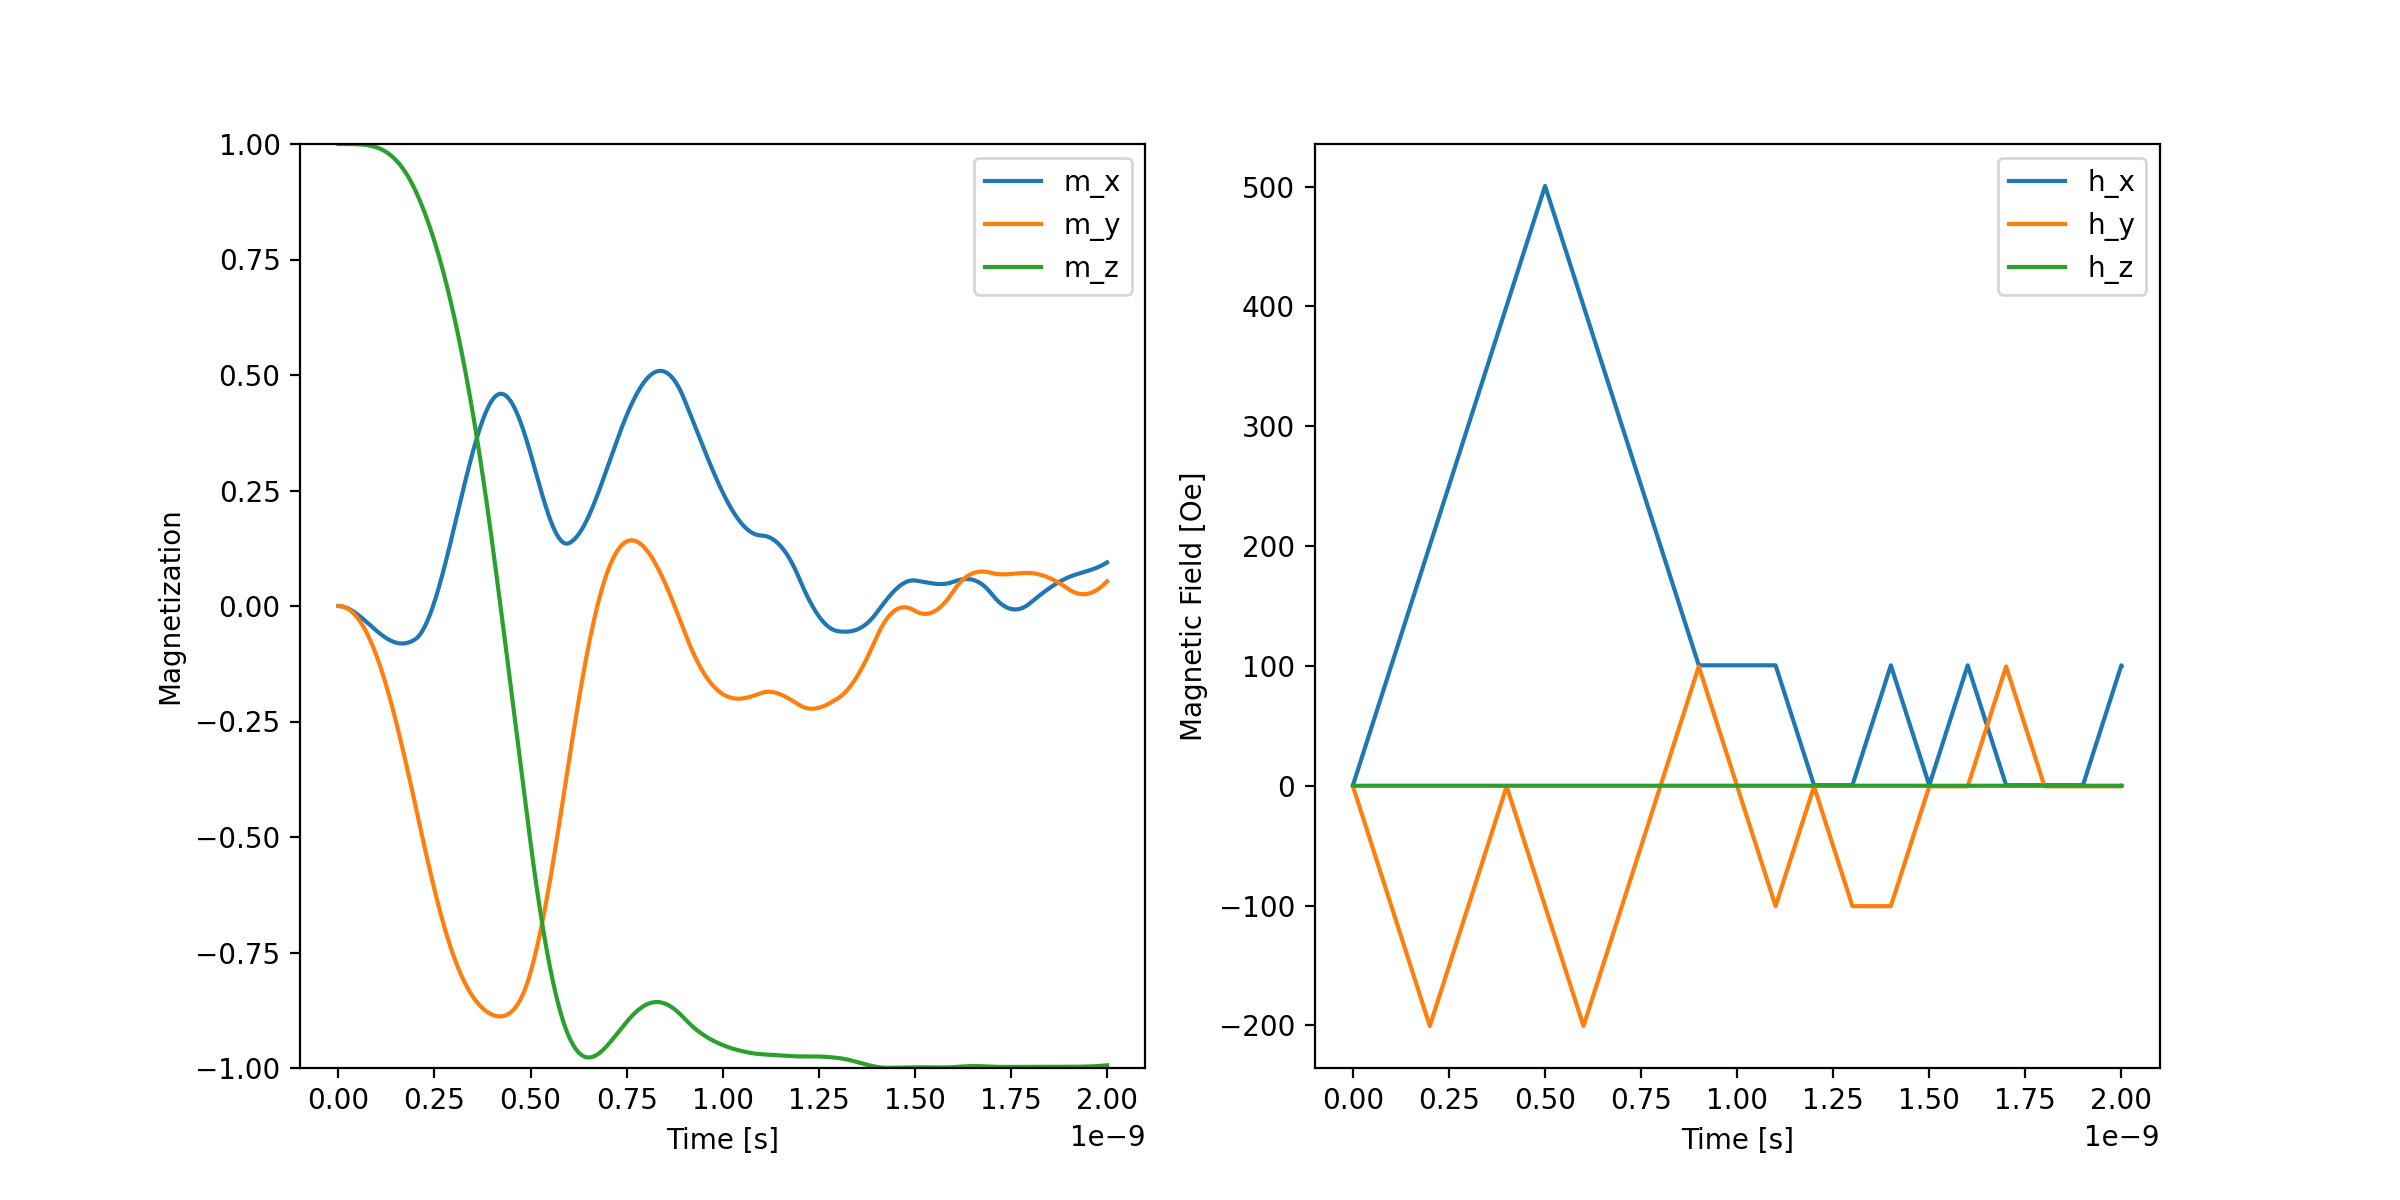 Magnetization
1.00
0.75
0.50
0.25
0.00
−0.25
−0.50
−0.75
−1.00
0.00 0.25 0.50 0.75 1.00 1.25 1.50 1.75 2.00
Time [s]
1e−9
m_x
m_y
m_z
Magnetic Field [Oe]
500
400
300
200
100
0
−100
−200
0.00 0.25 0.50 0.75 1.00 1.25 1.50 1.75 2.00
Time [s]
1e−9
h_x
h_y
h_z